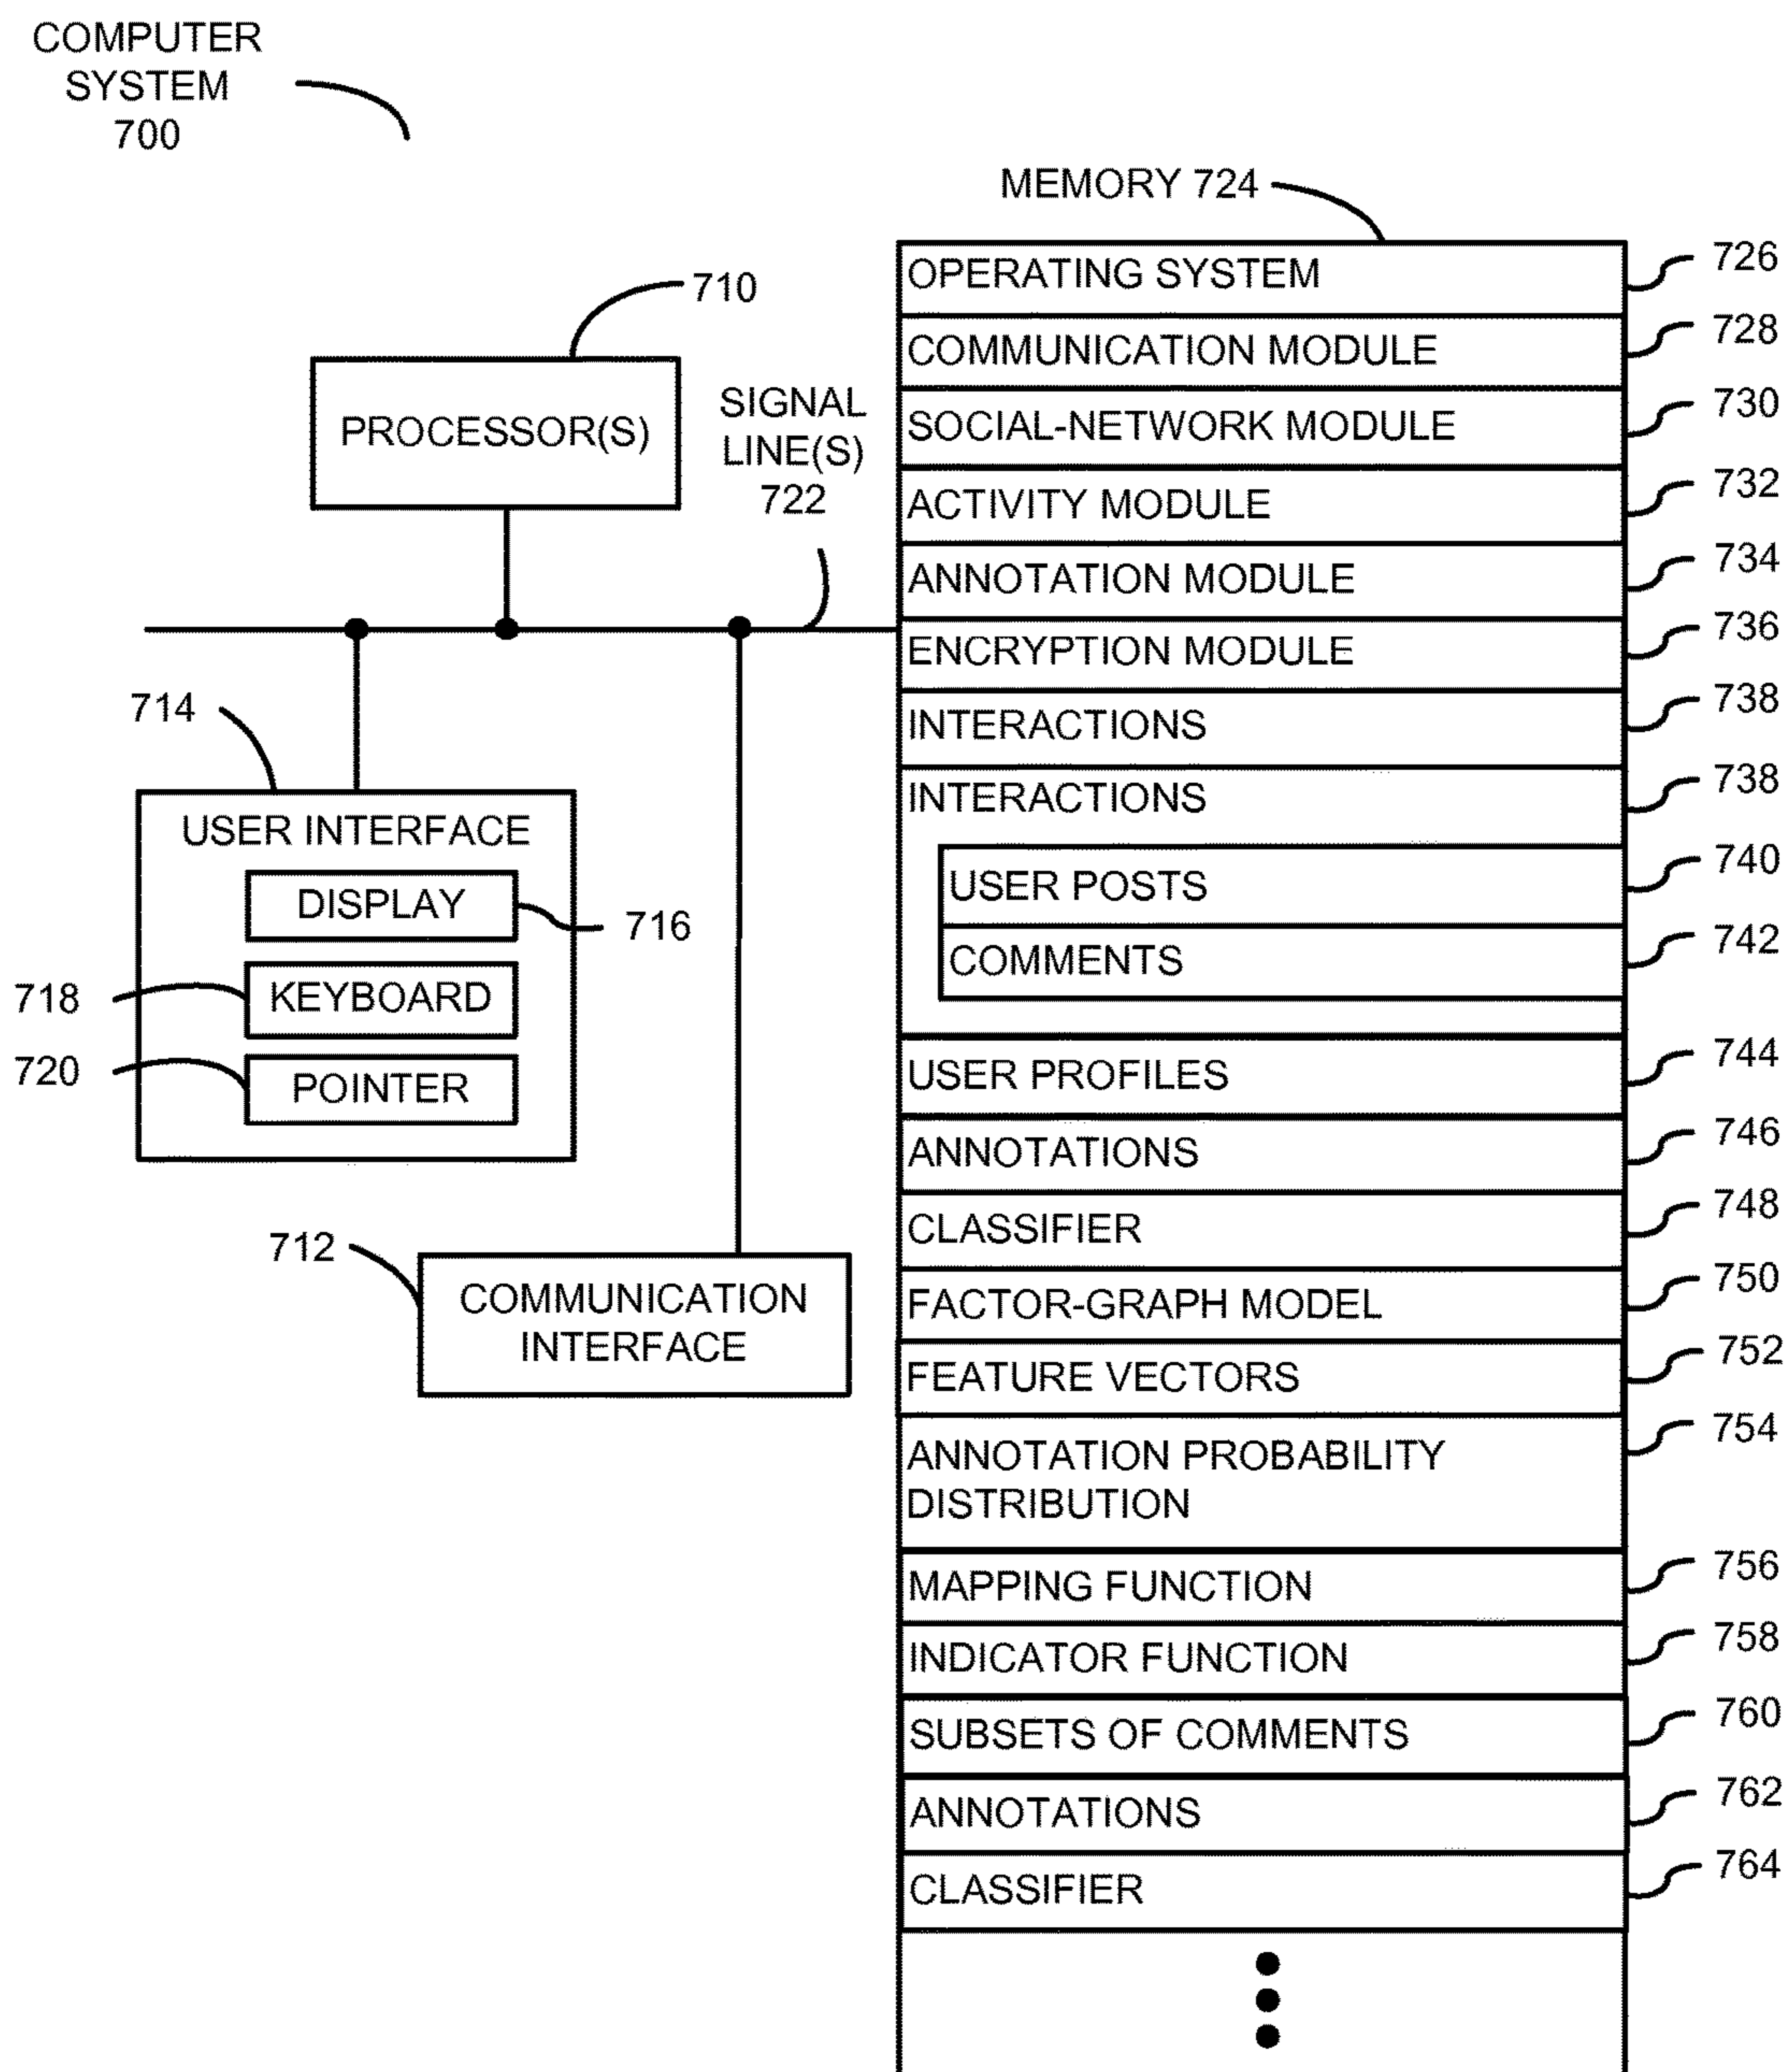 COMPUTER
SYSTEM
700
MEMORY 724
OPERATING SYSTEM
726
COMMUNICATION MODULE
728
SOCIAL-NETWORK MODULE
730
ACTIVITY MODULE
732
ANNOTATION MODULE
734
ENCRYPTION MODULE
736
INTERACTIONS
738
INTERACTIONS
738
USER POSTS
740
COMMENTS
742
USER PROFILES
744
ANNOTATIONS
746
CLASSIFIER
748
FACTOR-GRAPH MODEL
750
FEATURE VECTORS
752
ANNOTATION PROBABILITY
DISTRIBUTION
754
MAPPING FUNCTION
756
INDICATOR FUNCTION
758
SUBSETS OF COMMENTS
760
ANNOTATIONS
762
CLASSIFIER
764
710
PROCESSOR(S)
SIGNAL
LINE(S)
722
714
USER INTERFACE
DISPLAY
716
718
KEYBOARD
720
POINTER
712
COMMUNICATION
INTERFACE